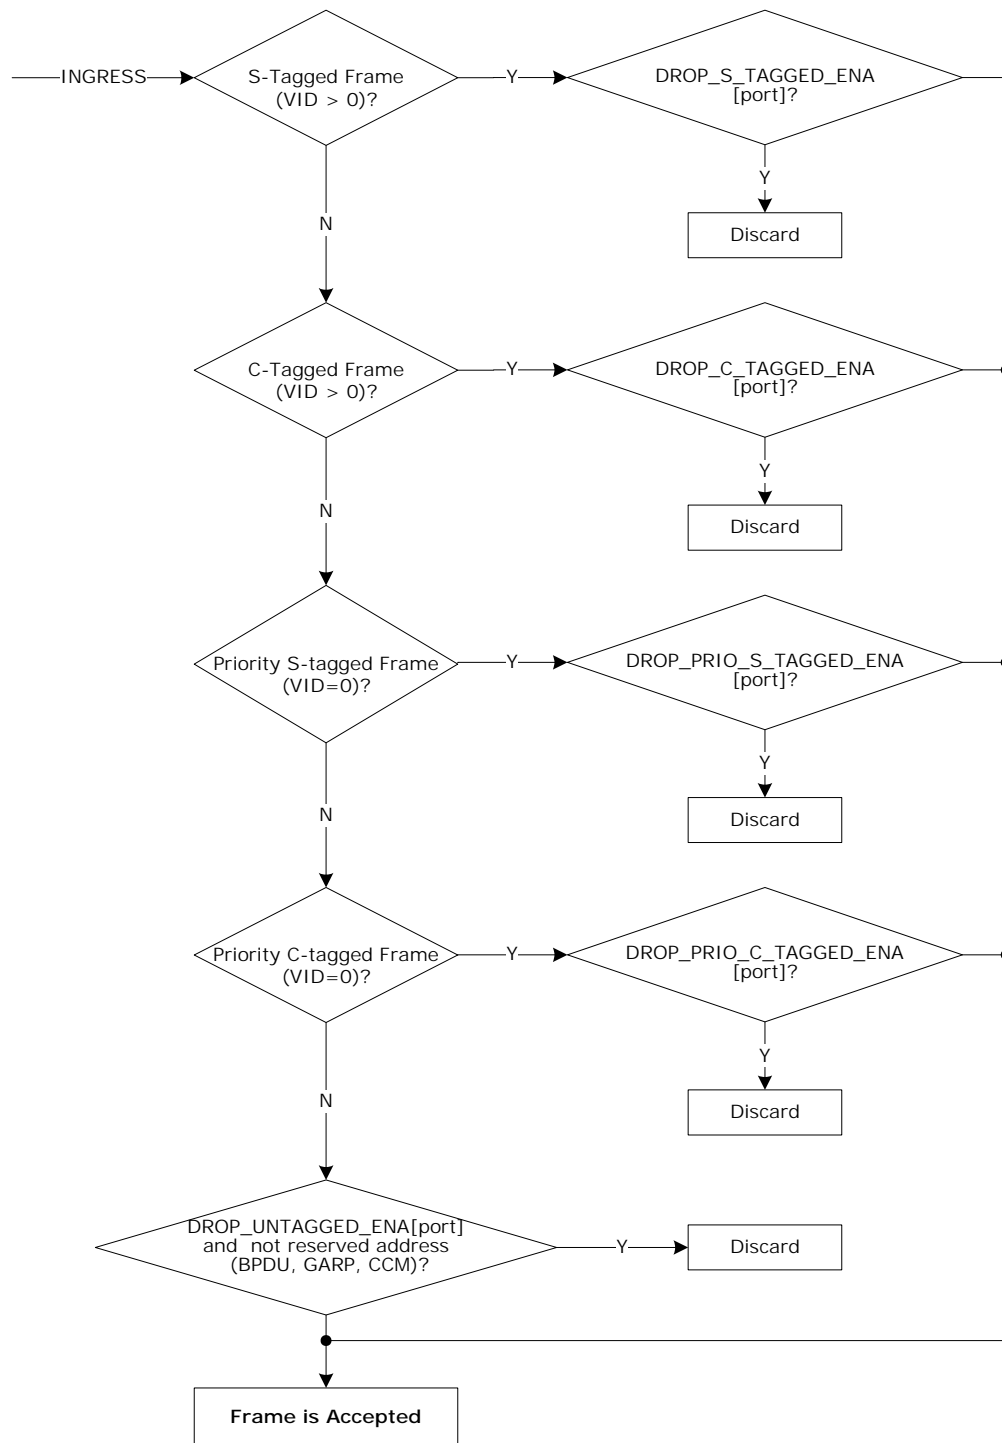 INGRESS
S-Tagged Frame
(VID > 0)?
Y
DROP_S_TAGGED_ENA
[port]?
Y
Discard
N
C-Tagged Frame
(VID > 0)?
Y
DROP_C_TAGGED_ENA
[port]?
Y
Discard
N
Priority S-tagged Frame
(VID=0)?
Y
DROP_PRIO_S_TAGGED_ENA
[port]?
Y
Discard
N
Priority C-tagged Frame
(VID=0)?
Y
DROP_PRIO_C_TAGGED_ENA
[port]?
Y
Discard
N
DROP_UNTAGGED_ENA[port]
and not reserved address
(BPDU, GARP, CCM)?
Y
Discard
Frame is Accepted